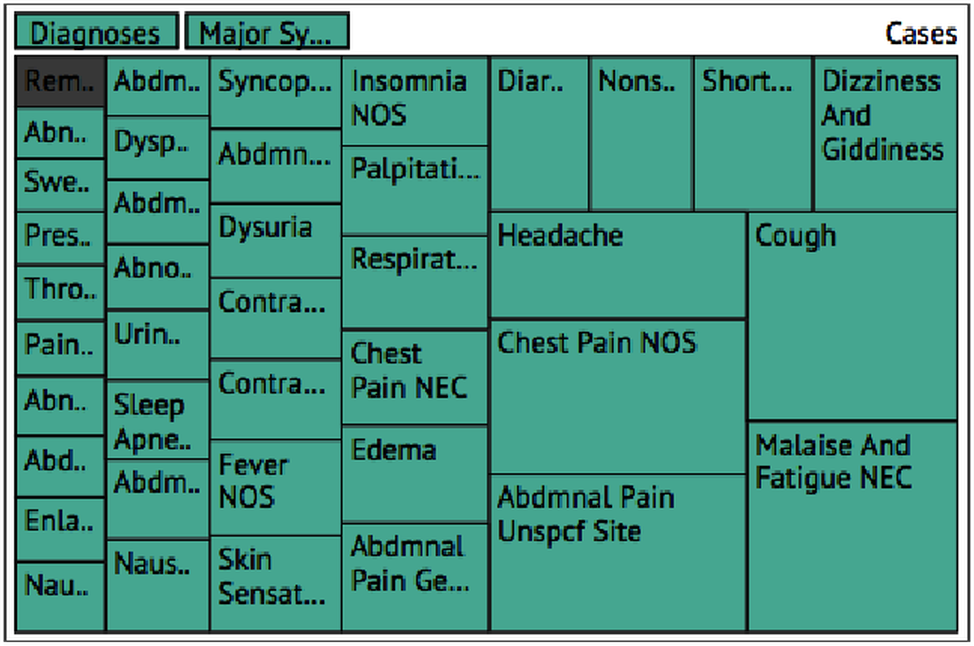 Diagnoses
Major Sy...
Cases
Rem..
Abn..
Swe..
Pres..
Thro..
Pain..
Abn..
Abd..
Enla..
Nau..
Abdm..
Dysp..
Abdm..
Abno..
Urin..
Sleep
Apne..
Abdm..
Naus..
Syncop...
Abdmn...
Dysuria
Contra...
Contra...
Fever
NOS
Skin
Sensat...
Insomnia
NOS
Palpitati...
Respirat...
Chest
Pain NEC
Edema
Abdmnal
Pain Ge...
Diar..
Nons..
Short...
Dizziness
And
Giddiness
Headache
Chest Pain NOS
Abdmnal Pain
Unspcf Site
Cough
Malaise And
Fatigue NEC